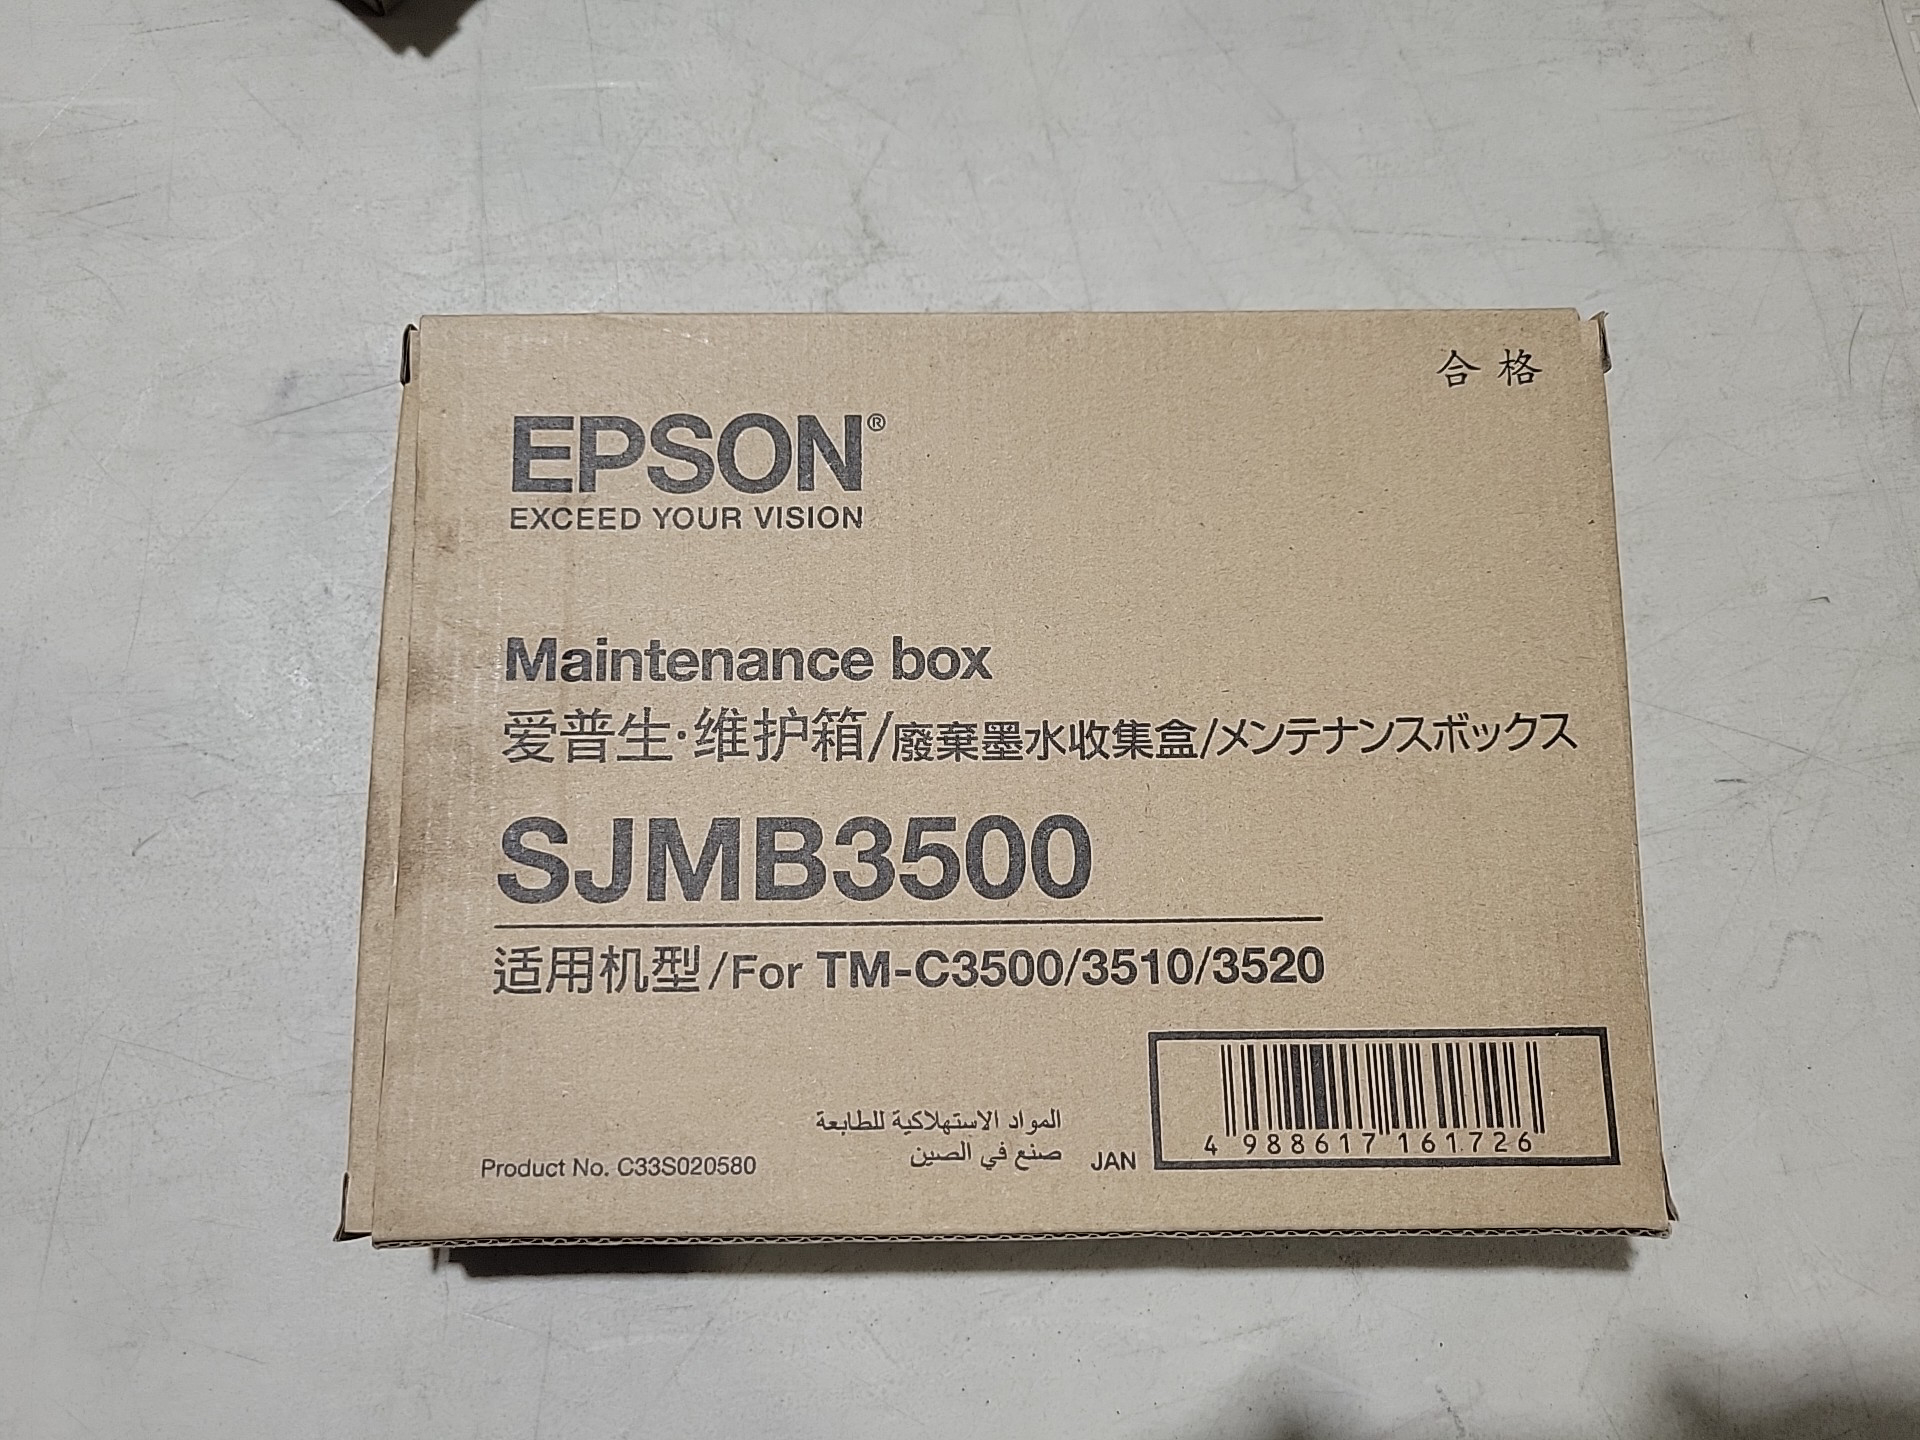 合格
EPSON®
EXCEED YOUR VISION
Maintenance box
爱普生·维护箱/廢棄墨水收集盒/メンテナンスボックス
SJMB3500
适用机型/For TM-C3500/3510/3520
المواد الاستهلاكية للطابعة
صنع في الصين
Product No. C33S020580
JAN
4 988617 161726